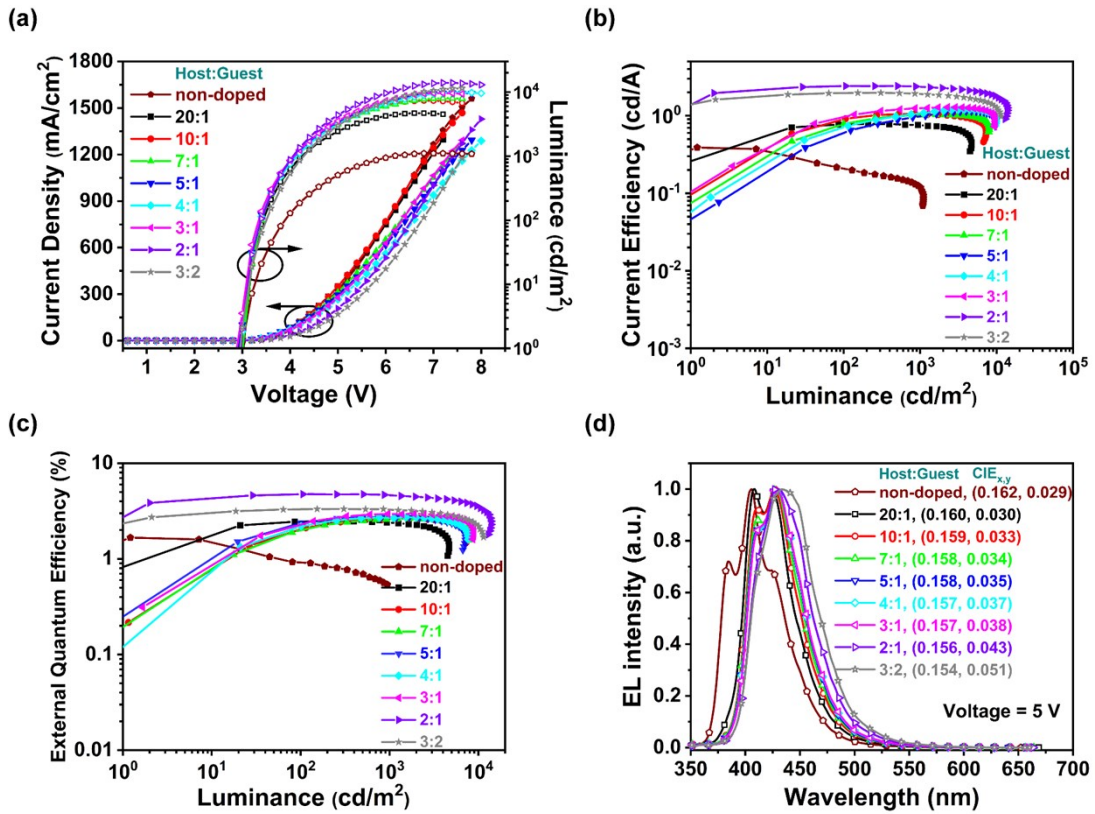 (a)
Current Density (mA/cm²)
1800
1500
1200
900
600
300
0
Host:Guest
non-doped
20:1
10:1
7:1
5:1
4:1
3:1
2:1
3:2
10⁴
10³
10²
10¹
10⁰
Luminance (cd/m²)
1 2 3 4 5 6 7 8
Voltage (V)
(b)
Current Efficiency (cd/A)
10⁰
10⁻¹
10⁻²
10⁻³
Host:Guest
non-doped
20:1
10:1
7:1
5:1
4:1
3:1
2:1
3:2
10⁰ 10¹ 10² 10³ 10⁴ 10⁵
Luminance (cd/m²)
(c)
External Quantum Efficiency (%)
10
1
0.1
0.01
non-doped
20:1
10:1
7:1
5:1
4:1
3:1
2:1
3:2
10⁰ 10¹ 10² 10³ 10⁴
Luminance (cd/m²)
(d)
EL intensity (a.u.)
1.0
0.8
0.6
0.4
0.2
0.0
Host:Guest CIEx,y
non-doped, (0.162, 0.029)
20:1, (0.160, 0.030)
10:1, (0.159, 0.033)
7:1, (0.158, 0.034)
5:1, (0.158, 0.035)
4:1, (0.157, 0.037)
3:1, (0.157, 0.038)
2:1, (0.156, 0.043)
3:2, (0.154, 0.051)
Voltage = 5 V
350 400 450 500 550 600 650 700
Wavelength (nm)